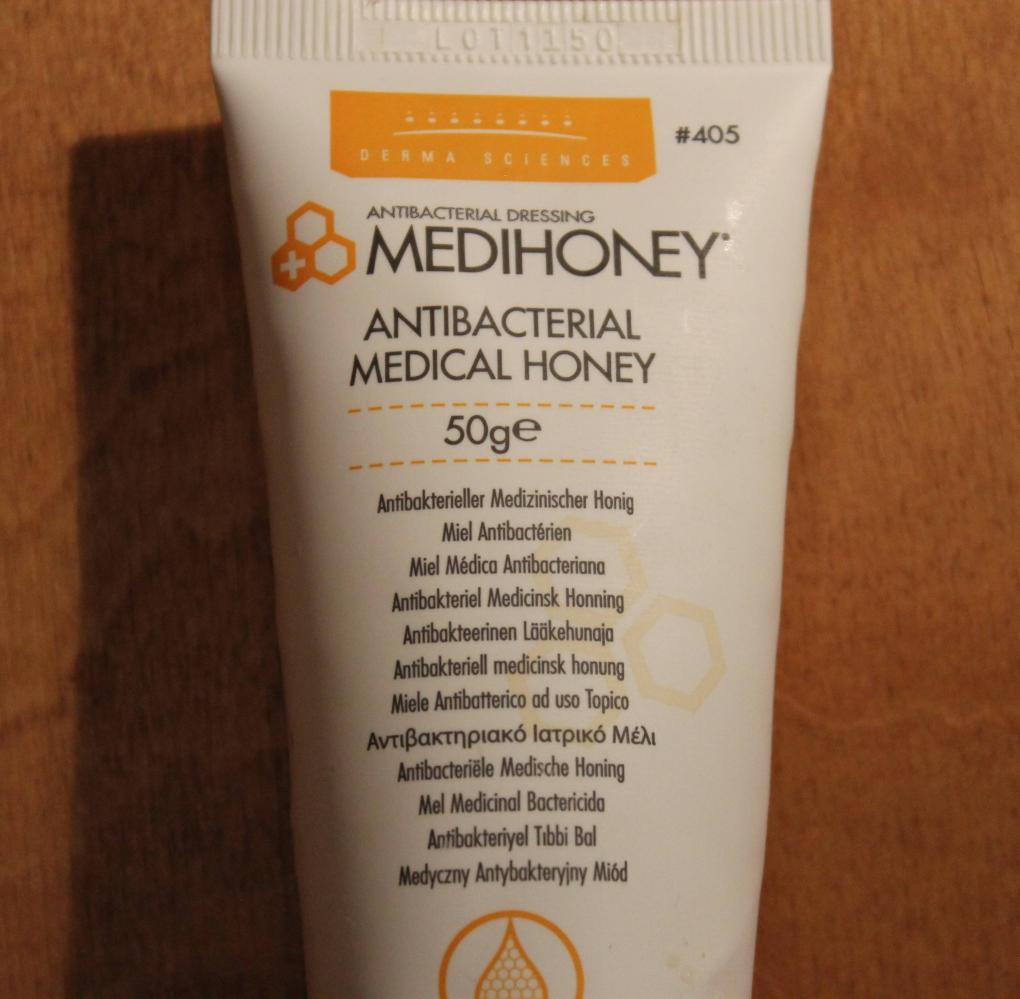 LOT1150
DERMA SCiENCES
#405
ANTIBACTERIAL DRESSING
MEDIHONEY
ANTIBACTERIAL
MEDICAL HONEY
50g℮
Antibakterieller Medizinischer Honig
Miel Antibactérien
Miel Médica Antibacteriana
Antibakteriel Medicinsk Honning
Antibakteerinen Lääkehunaja
Antibakteriell medicinsk honung
Miele Antibatterico ad uso Topico
Αντιβακτηριακό Ιατρικό Μέλι
Antibacteriële Medische Honing
Mel Medicinal Bactericida
Antibakteriyel Tıbbi Bal
Medyczny Antybakteryjny Miód